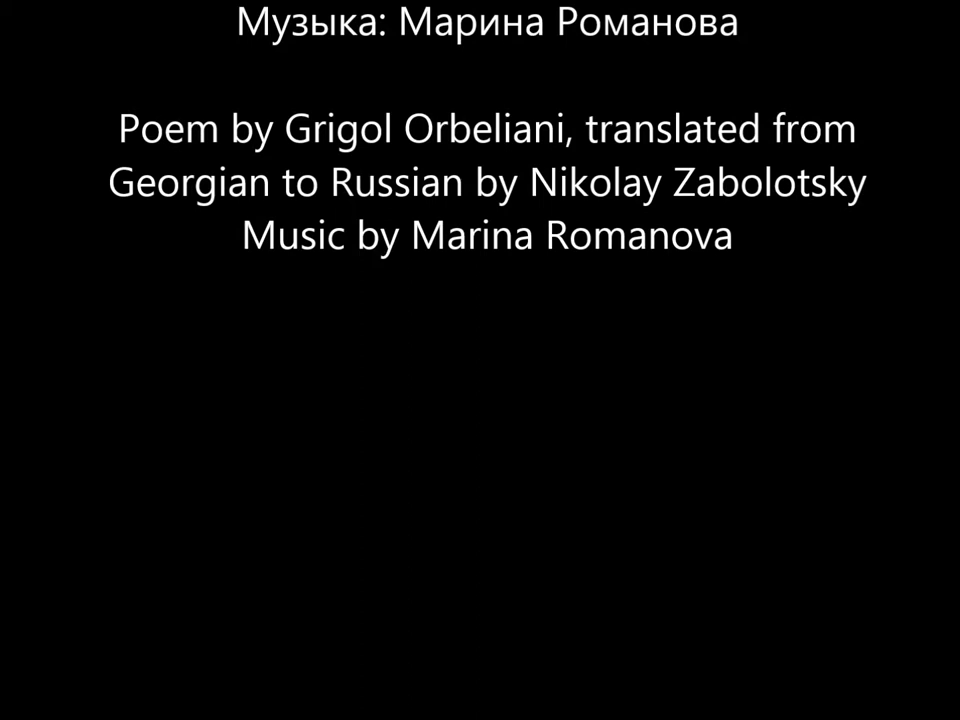 Музыка: Марина Романова
Poem by Grigol Orbeliani, translated from
Georgian to Russian by Nikolay Zabolotsky
Music by Marina Romanova